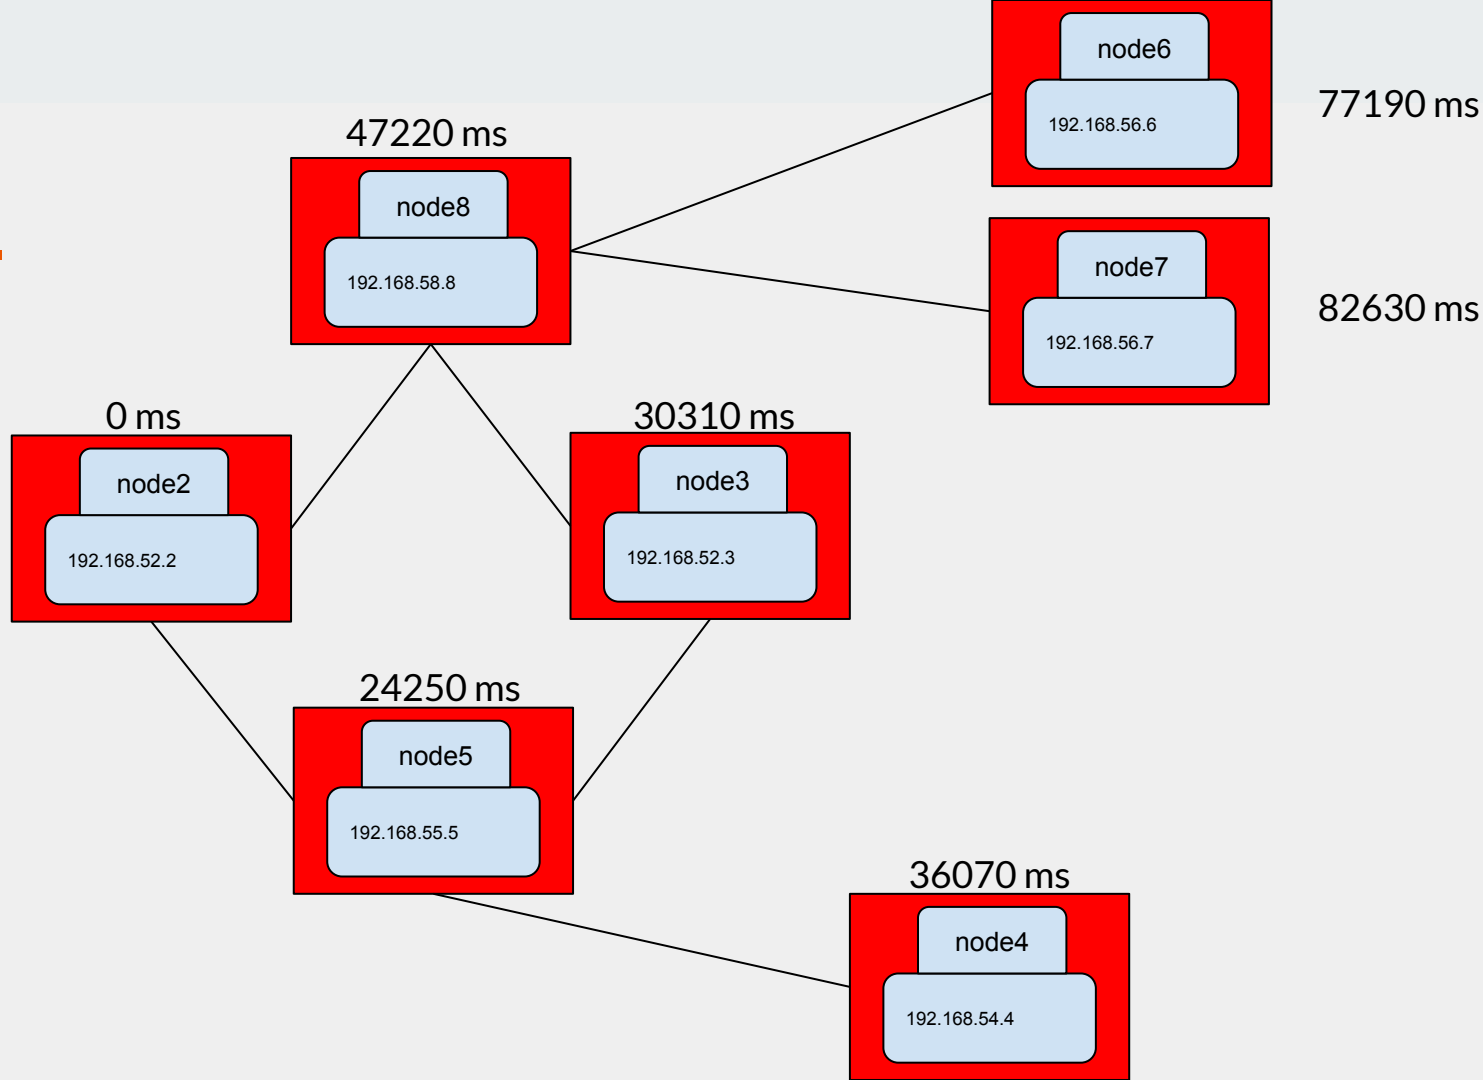 node6
192.168.56.6
77190 ms
47220 ms
node8
192.168.58.8
node7
192.168.56.7
82630 ms
0 ms
node2
192.168.52.2
30310 ms
node3
192.168.52.3
24250 ms
node5
192.168.55.5
36070 ms
node4
192.168.54.4